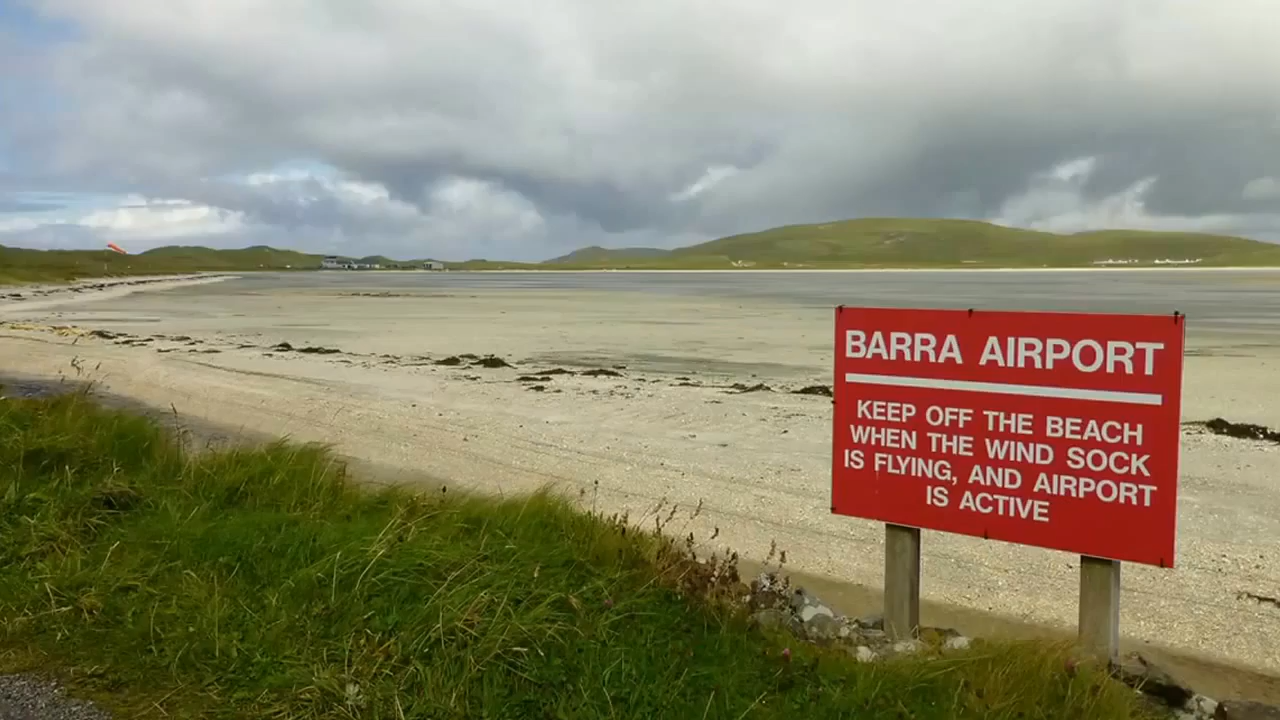 BARRA AIRPORT
KEEP OFF THE BEACH
WHEN THE WIND SOCK
IS FLYING, AND AIRPORT
IS ACTIVE